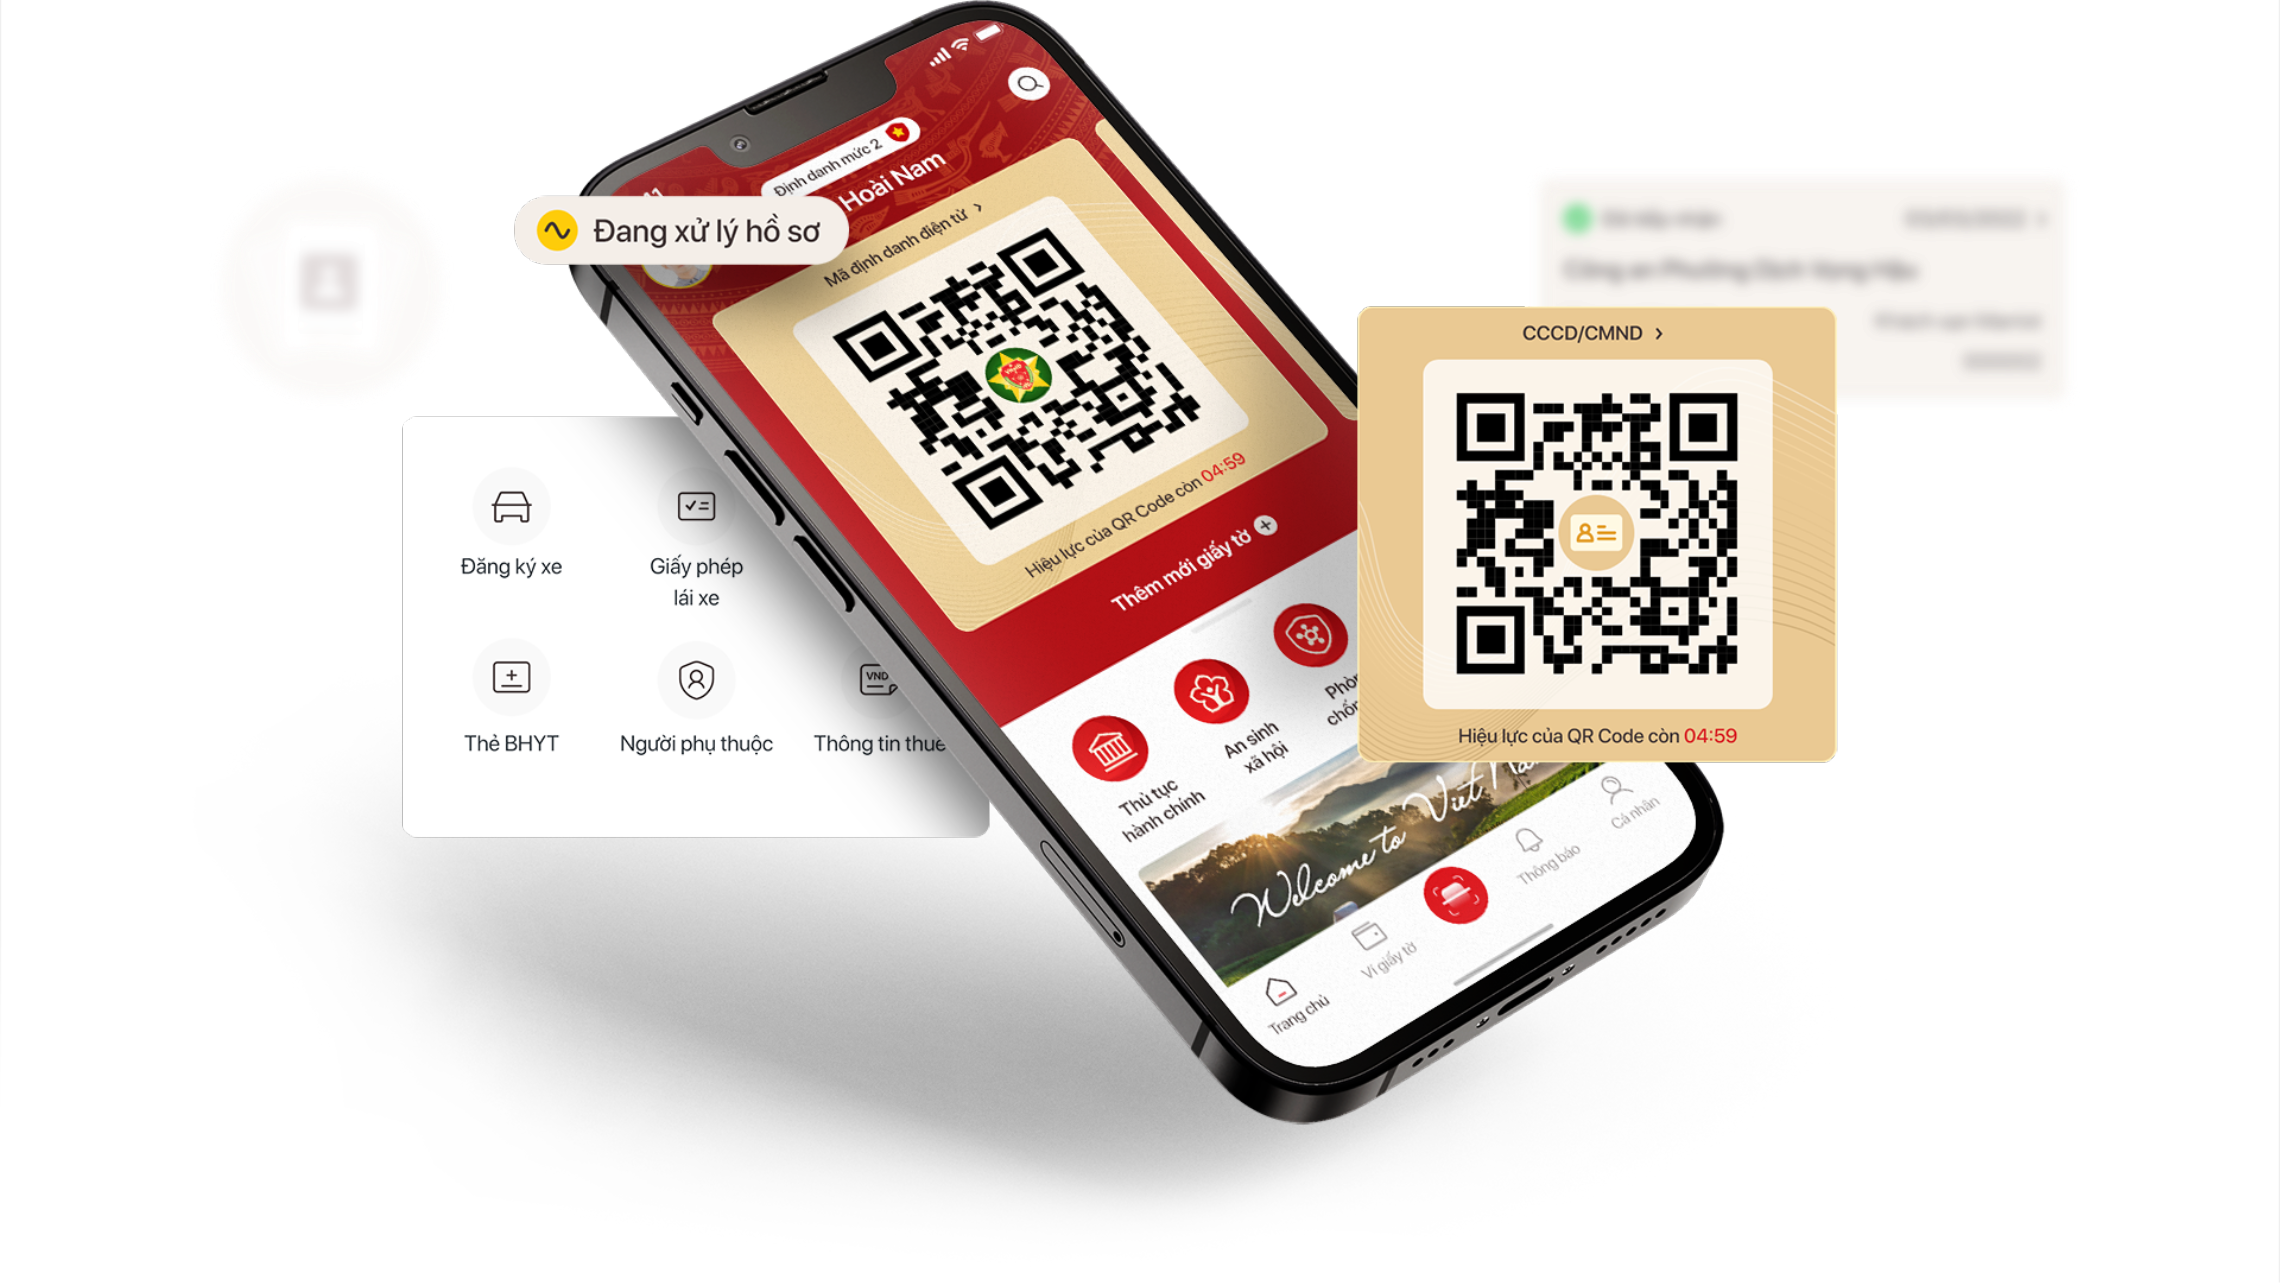 Định danh mức 2
Hoài Nam
Đang xử lý hồ sơ
Mã định danh điện tử
Hiệu lực của QR Code còn 04:59
Thêm mới giấy tờ
CCCD/CMND
Hiệu lực của QR Code còn 04:59
Đăng ký xe
Giấy phép
lái xe
Thẻ BHYT
Người phụ thuộc
VND
Thông tin thuế
Thủ tục
hành chính
An sinh
xã hội
Welcome to Việt Na
Trang chủ
Ví giấy tờ
Thông báo
Cá nhân